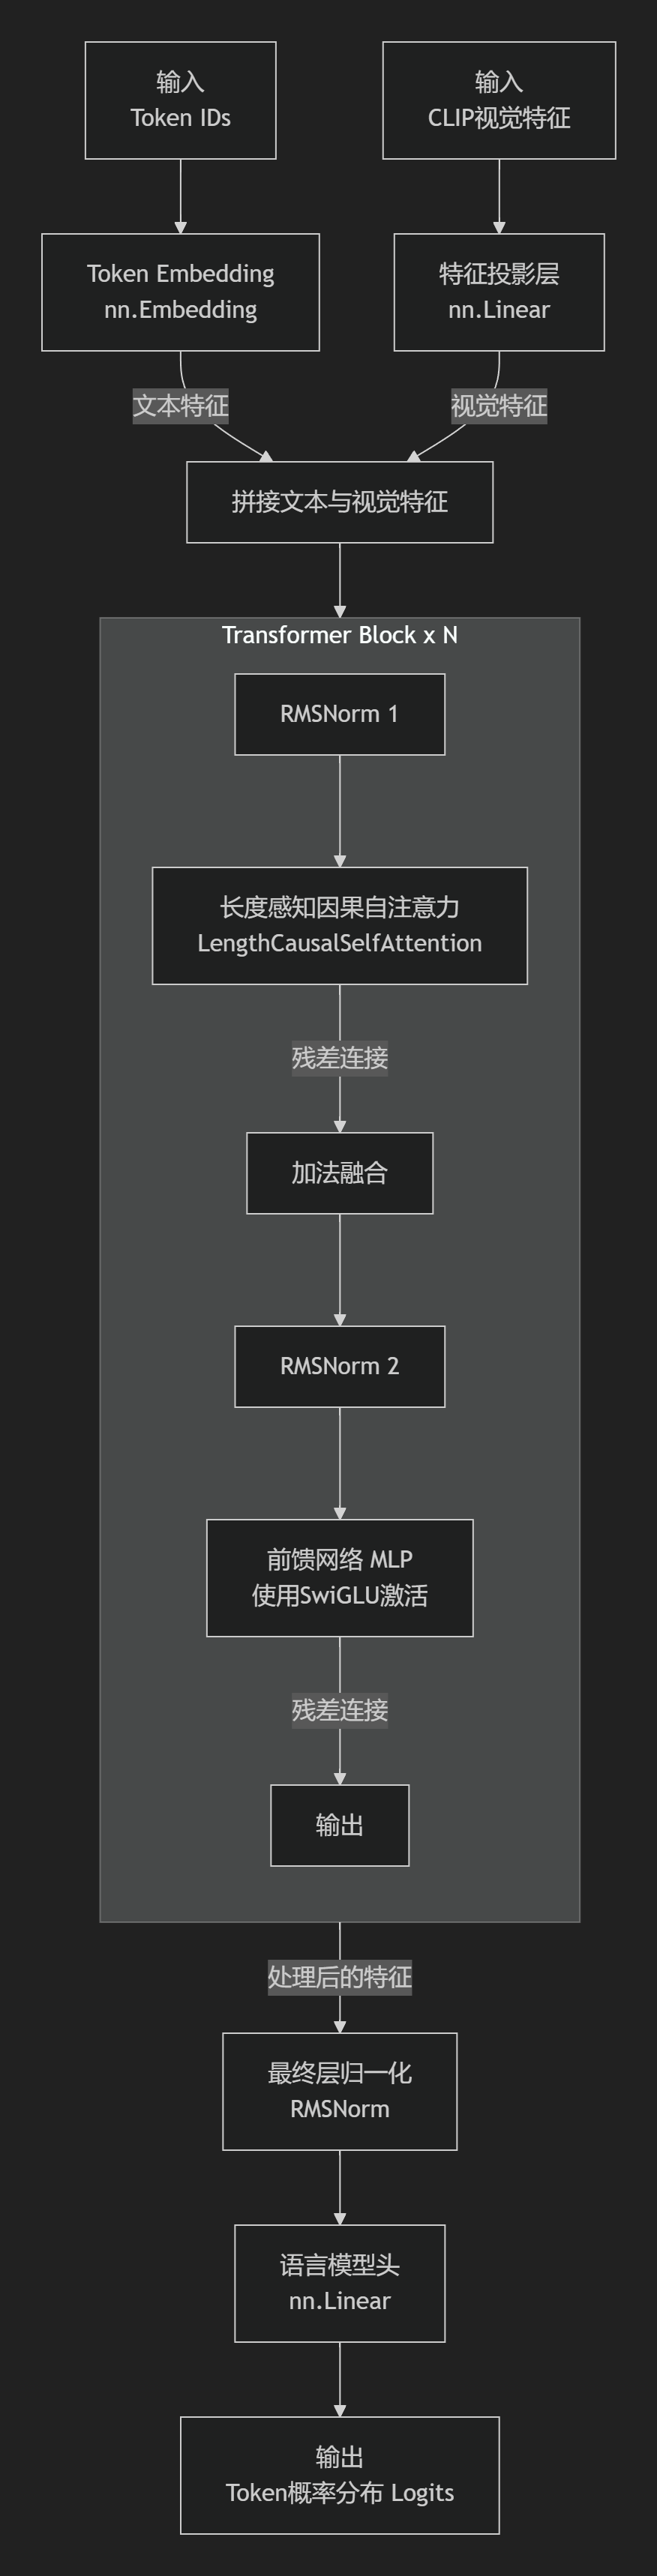 输入
Token IDs
输入
CLIP视觉特征
Token Embedding
nn.Embedding
特征投影层
nn.Linear
文本特征
视觉特征
拼接文本与视觉特征
Transformer Block x N
RMSNorm 1
长度感知因果自注意力
LengthCausalSelfAttention
残差连接
加法融合
RMSNorm 2
前馈网络 MLP
使用SwiGLU激活
残差连接
输出
处理后的特征
最终层归一化
RMSNorm
语言模型头
nn.Linear
输出
Token概率分布 Logits